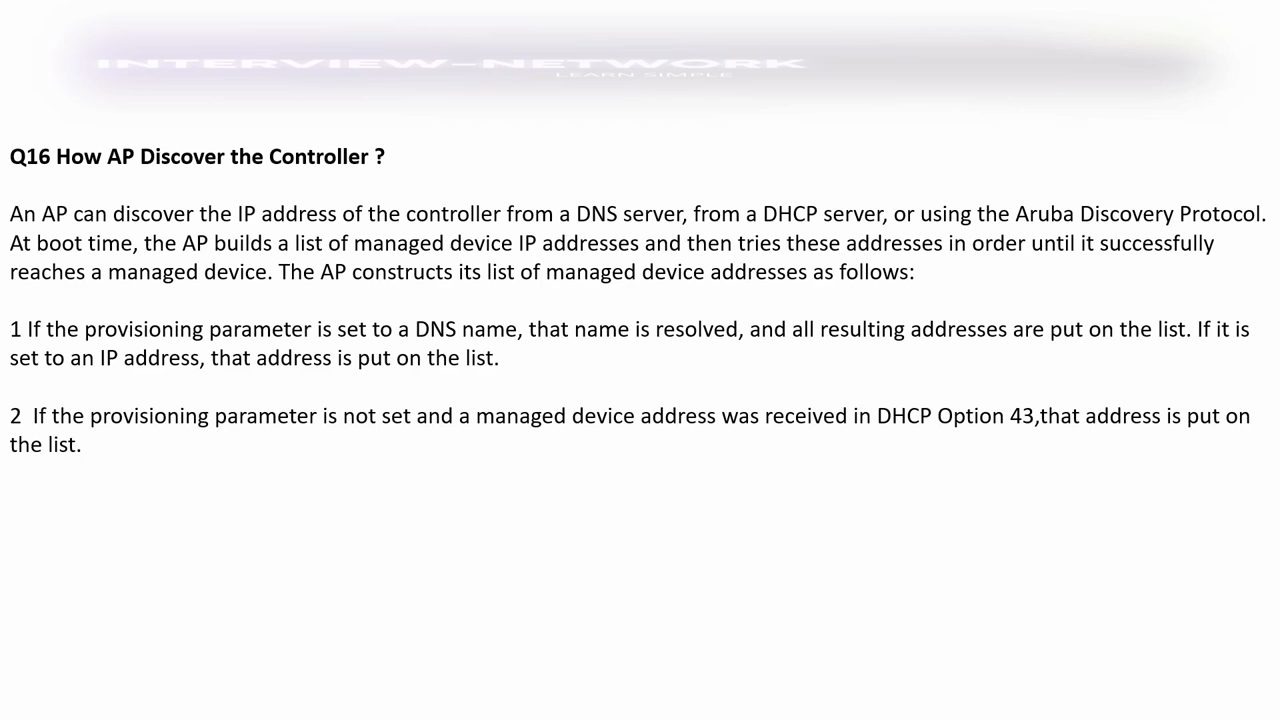 INTERVIEW-NETWORK
LEARN SIMPLE
Q16 How AP Discover the Controller ?
An AP can discover the IP address of the controller from a DNS server, from a DHCP server, or using the Aruba Discovery Protocol.
At boot time, the AP builds a list of managed device IP addresses and then tries these addresses in order until it successfully
reaches a managed device. The AP constructs its list of managed device addresses as follows:
1 If the provisioning parameter is set to a DNS name, that name is resolved, and all resulting addresses are put on the list. If it is
set to an IP address, that address is put on the list.
2  If the provisioning parameter is not set and a managed device address was received in DHCP Option 43,that address is put on
the list.